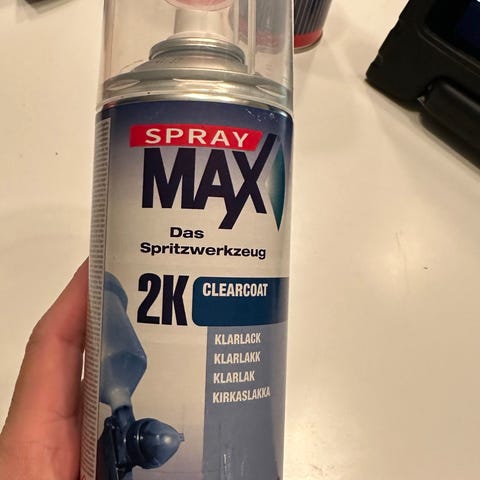 SPRAY
MAX
Das
Spritzwerkzeug
2K
CLEARCOAT
KLARLACK
KLARLAKK
KLARLAK
KIRKASLAKKA